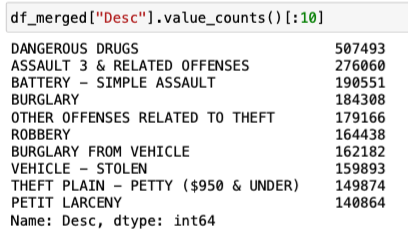 df_merged["Desc"].value_counts()[:10]
DANGEROUS DRUGS 507493
ASSAULT 3 & RELATED OFFENSES 276060
BATTERY – SIMPLE ASSAULT 190551
BURGLARY 184308
OTHER OFFENSES RELATED TO THEFT 179166
ROBBERY 164438
BURGLARY FROM VEHICLE 162182
VEHICLE – STOLEN 159893
THEFT PLAIN – PETTY ($950 & UNDER) 149874
PETIT LARCENY 140864
Name: Desc, dtype: int64